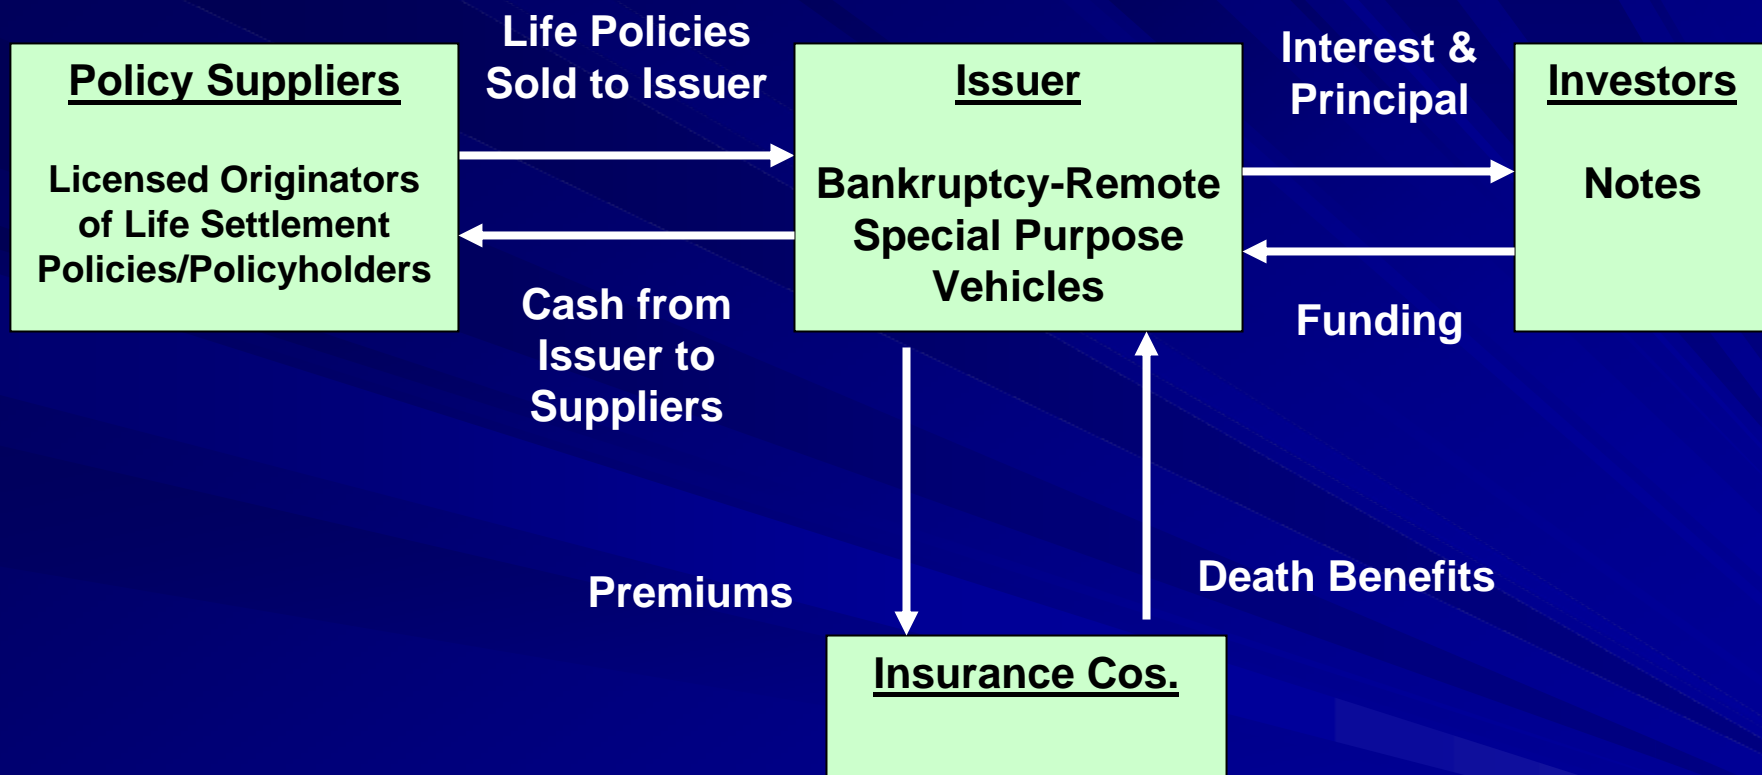 Policy Suppliers
Licensed Originators
of Life Settlement
Policies/Policyholders
Life Policies
Sold to Issuer
Cash from
Issuer to
Suppliers
Issuer
Bankruptcy-Remote
Special Purpose
Vehicles
Interest &
Principal
Funding
Investors
Notes
Premiums
Death Benefits
Insurance Cos.